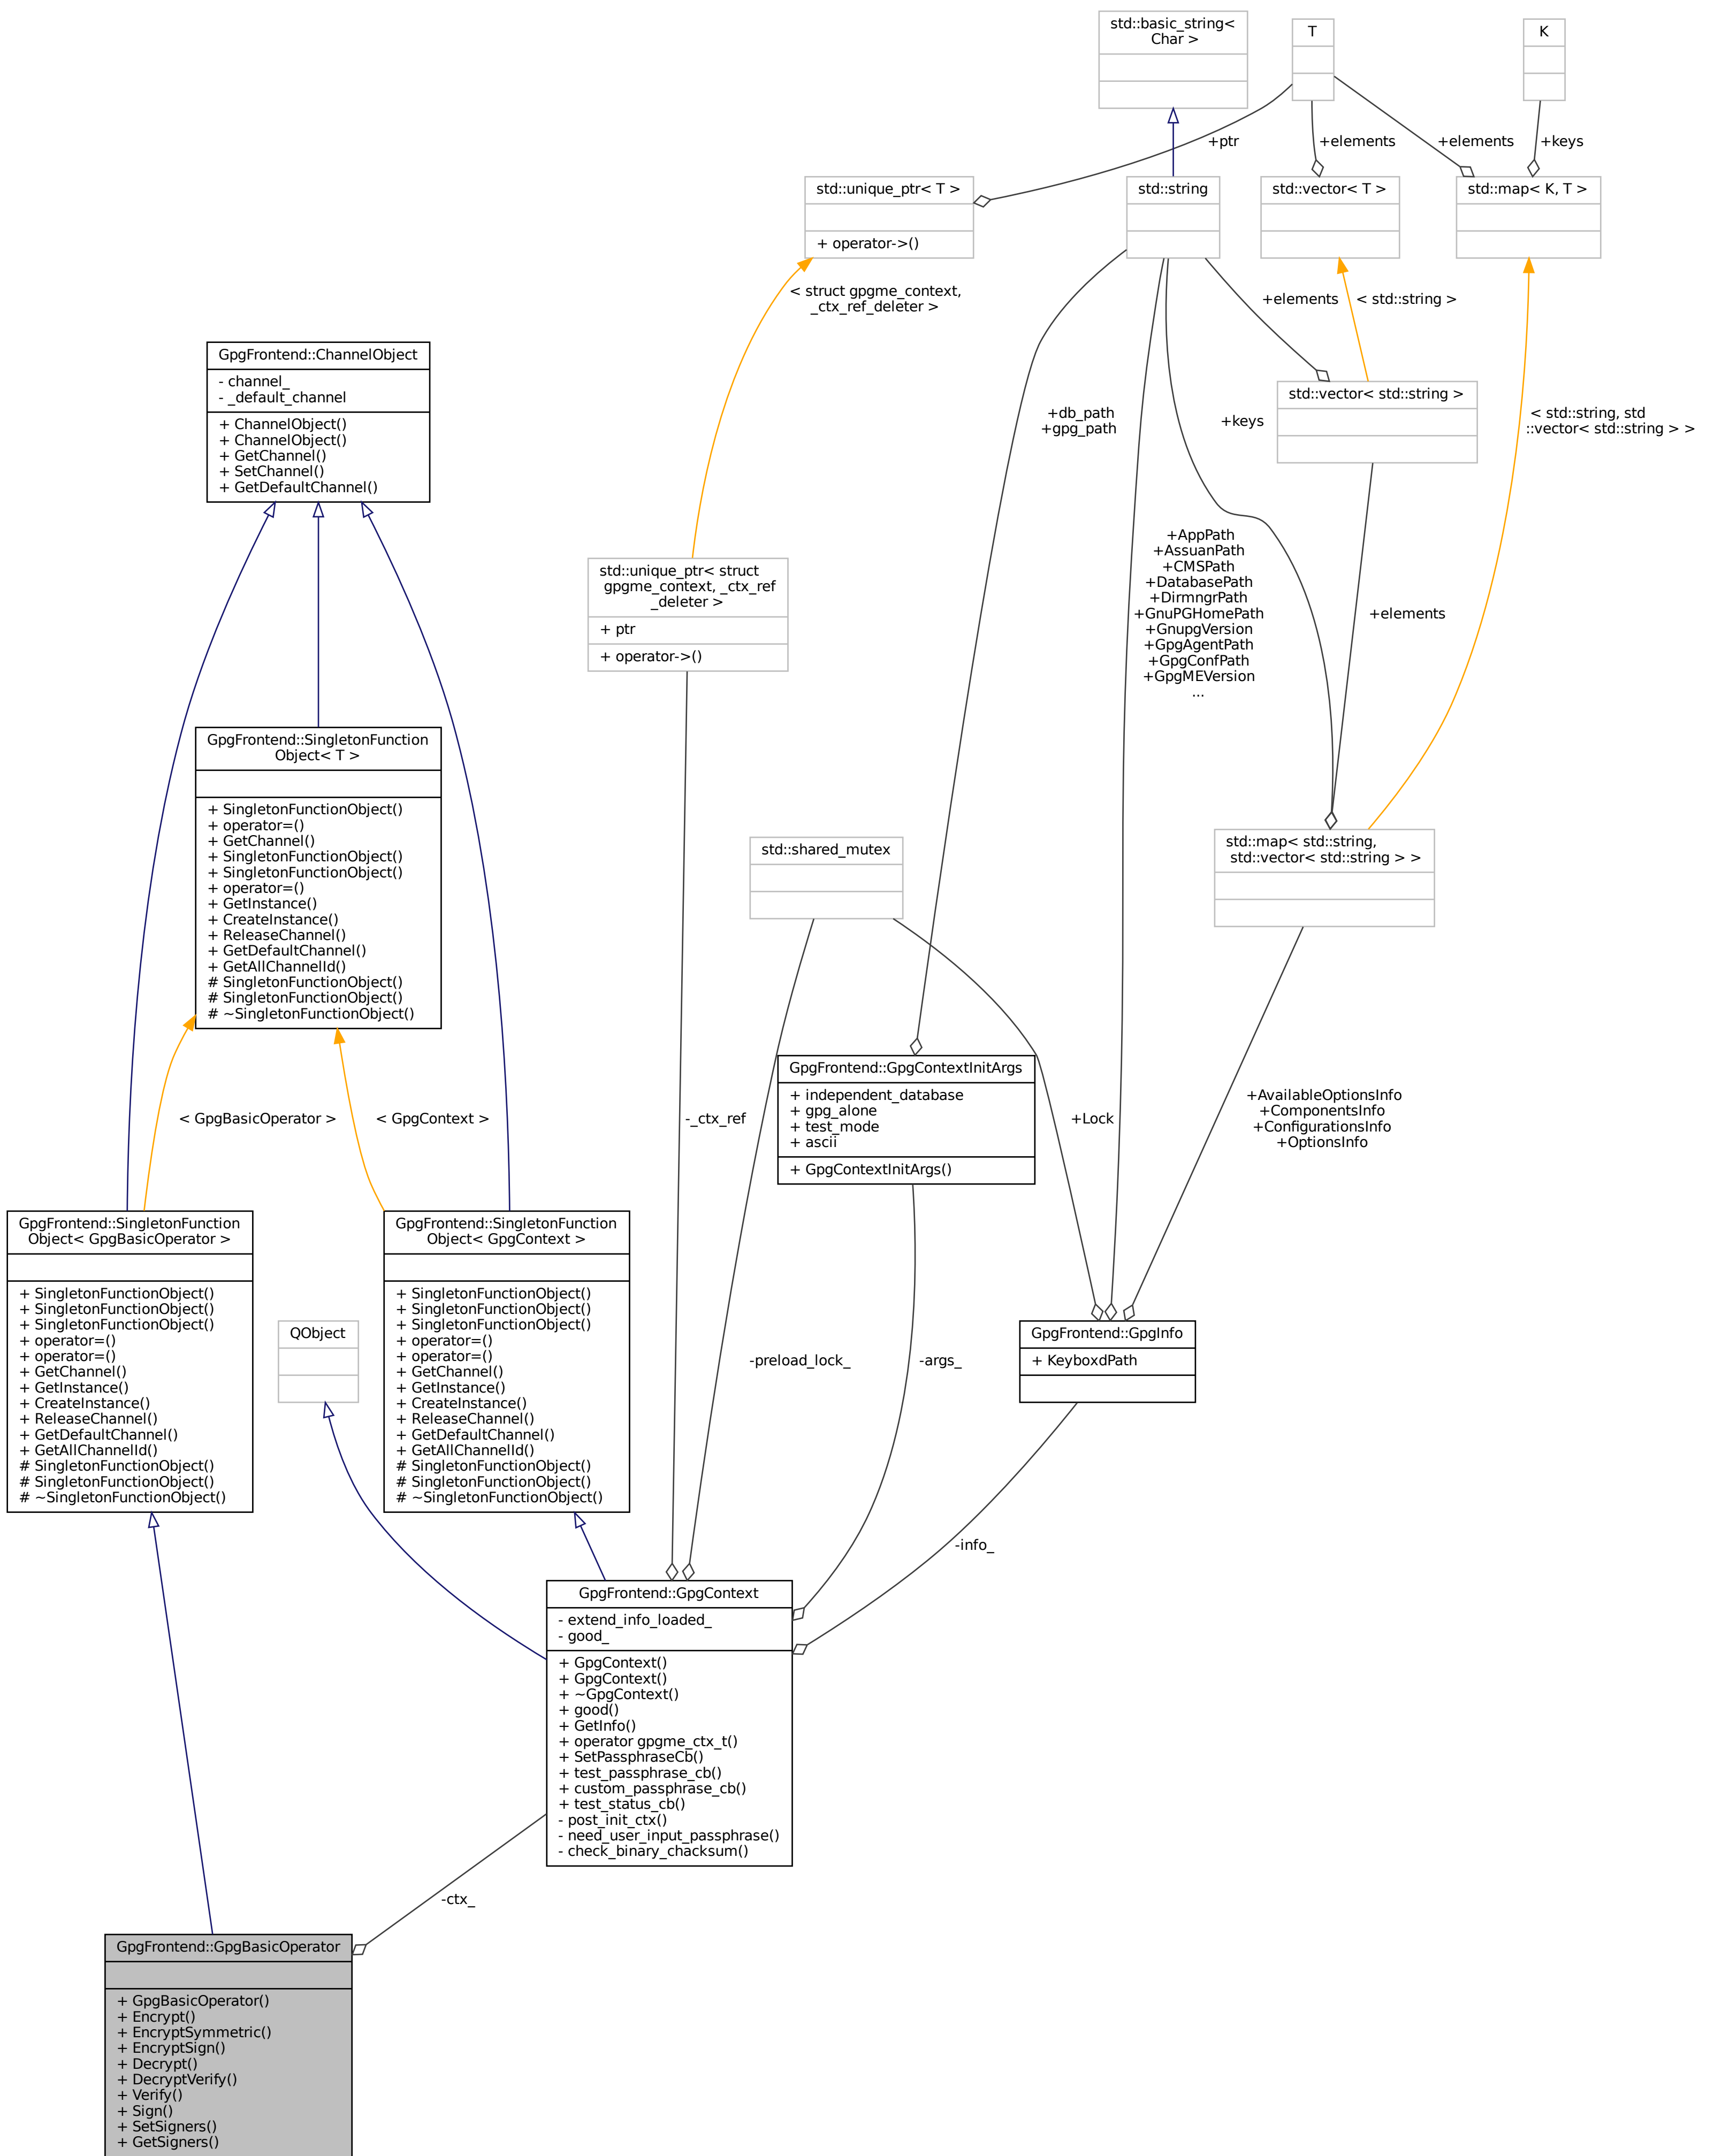 std::basic_string<
Char >
T
K
+ptr
+elements
+elements
+keys
std::unique_ptr< T >
+ operator->()
std::string
std::vector< T >
std::map< K, T >
< struct gpgme_context,
_ctx_ref_deleter >
+elements
< std::string >
GpgFrontend::ChannelObject
- channel_
- _default_channel
+ ChannelObject()
+ ChannelObject()
+ GetChannel()
+ SetChannel()
+ GetDefaultChannel()
+db_path
+gpg_path
+keys
std::vector< std::string >
< std::string, std
::vector< std::string > >
std::unique_ptr< struct
gpgme_context, _ctx_ref
_deleter >
+ ptr
+ operator->()
+AppPath
+AssuanPath
+CMSPath
+DatabasePath
+DirmngrPath
+GnuPGHomePath
+GnupgVersion
+GpgAgentPath
+GpgConfPath
+GpgMEVersion
...
+elements
GpgFrontend::SingletonFunction
Object< T >
+ SingletonFunctionObject()
+ operator=()
+ GetChannel()
+ SingletonFunctionObject()
+ SingletonFunctionObject()
+ operator=()
+ GetInstance()
+ CreateInstance()
+ ReleaseChannel()
+ GetDefaultChannel()
+ GetAllChannelId()
# SingletonFunctionObject()
# SingletonFunctionObject()
# ~SingletonFunctionObject()
std::shared_mutex
std::map< std::string,
std::vector< std::string > >
< GpgBasicOperator >
< GpgContext >
-_ctx_ref
GpgFrontend::GpgContextInitArgs
+ independent_database
+ gpg_alone
+ test_mode
+ ascii
+ GpgContextInitArgs()
+Lock
+AvailableOptionsInfo
+ComponentsInfo
+ConfigurationsInfo
+OptionsInfo
GpgFrontend::SingletonFunction
Object< GpgBasicOperator >
+ SingletonFunctionObject()
+ SingletonFunctionObject()
+ SingletonFunctionObject()
+ operator=()
+ operator=()
+ GetChannel()
+ GetInstance()
+ CreateInstance()
+ ReleaseChannel()
+ GetDefaultChannel()
+ GetAllChannelId()
# SingletonFunctionObject()
# SingletonFunctionObject()
# ~SingletonFunctionObject()
QObject
GpgFrontend::SingletonFunction
Object< GpgContext >
+ SingletonFunctionObject()
+ SingletonFunctionObject()
+ SingletonFunctionObject()
+ operator=()
+ operator=()
+ GetChannel()
+ GetInstance()
+ CreateInstance()
+ ReleaseChannel()
+ GetDefaultChannel()
+ GetAllChannelId()
# SingletonFunctionObject()
# SingletonFunctionObject()
# ~SingletonFunctionObject()
-preload_lock_
-args_
GpgFrontend::GpgInfo
+ KeyboxdPath
-info_
GpgFrontend::GpgContext
- extend_info_loaded_
- good_
+ GpgContext()
+ GpgContext()
+ ~GpgContext()
+ good()
+ GetInfo()
+ operator gpgme_ctx_t()
+ SetPassphraseCb()
+ test_passphrase_cb()
+ custom_passphrase_cb()
+ test_status_cb()
- post_init_ctx()
- need_user_input_passphrase()
- check_binary_chacksum()
-ctx_
GpgFrontend::GpgBasicOperator
+ GpgBasicOperator()
+ Encrypt()
+ EncryptSymmetric()
+ EncryptSign()
+ Decrypt()
+ DecryptVerify()
+ Verify()
+ Sign()
+ SetSigners()
+ GetSigners()